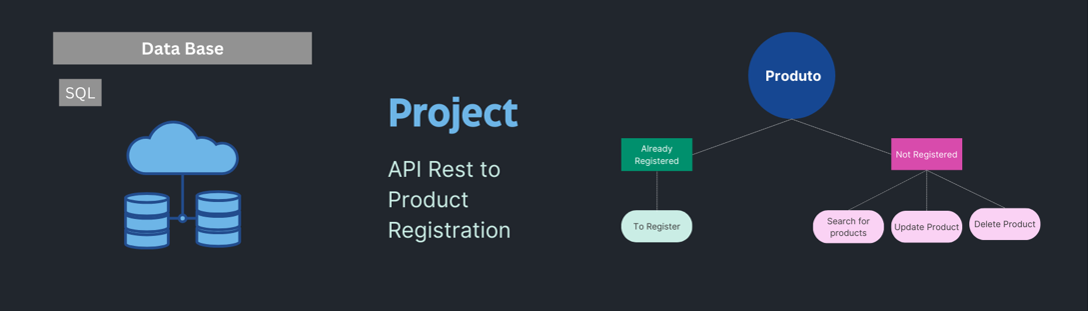 Data Base
SQL
Project
API Rest to
Product
Registration
Produto
Already
Registered
Not Registered
To Register
Search for
products
Update Product
Delete Product